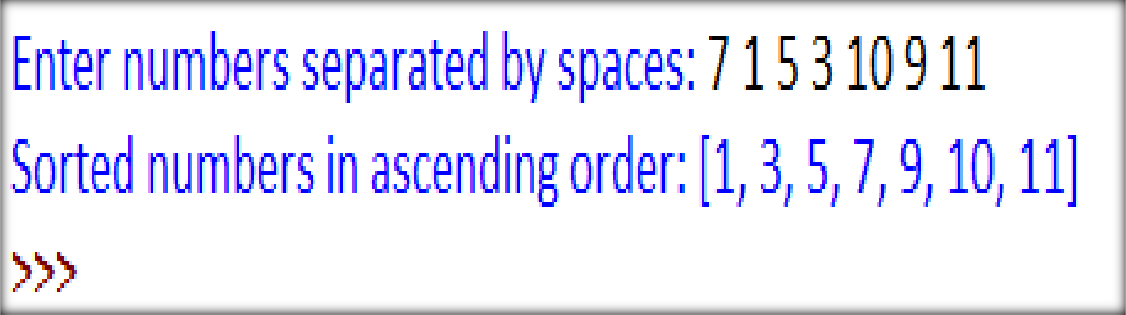 Enter numbers separated by spaces: 7 1 5 3 10 9 11
Sorted numbers in ascending order: [1, 3, 5, 7, 9, 10, 11]
>>>